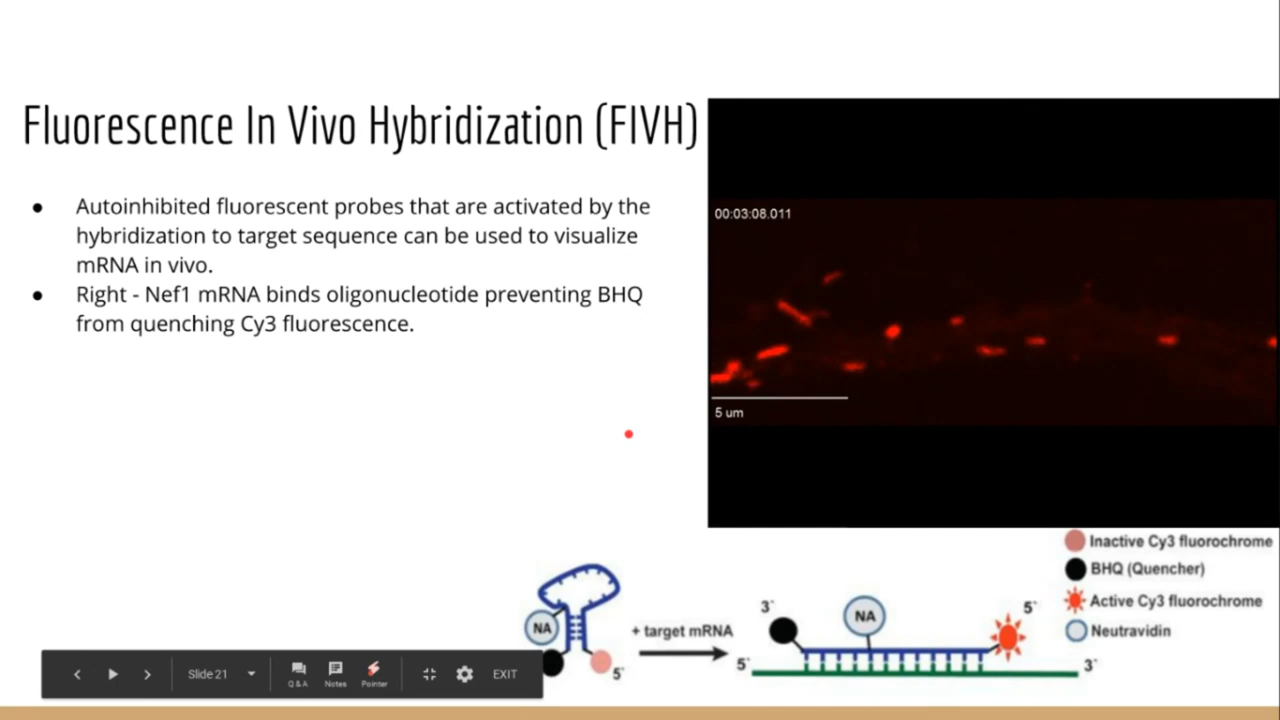 Fluorescence In Vivo Hybridization (FIVH)
● Autoinhibited fluorescent probes that are activated by the
hybridization to target sequence can be used to visualize
mRNA in vivo.
● Right - Nef1 mRNA binds oligonucleotide preventing BHQ
from quenching Cy3 fluorescence.
00:03:08.011
5 um
Inactive Cy3 fluorochrome
BHQ (Quencher)
Active Cy3 fluorochrome
Neutravidin
NA
5`
+ target mRNA
3`
NA
5`
5`
3`
Slide 21
Q & A
Notes
Pointer
EXIT